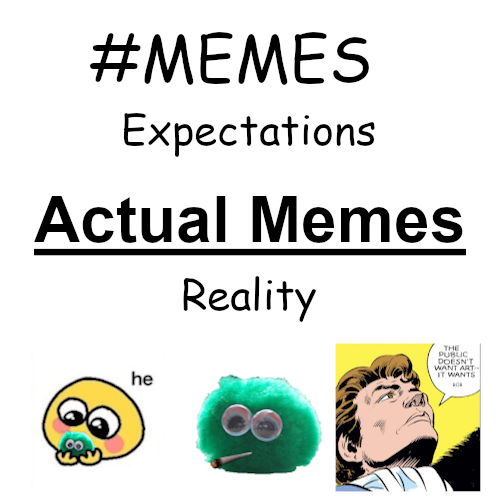 #MEMES
Expectations
Actual Memes
Reality
he
THE
PUBLIC
DOESN'T
WANT ART--
IT WANTS